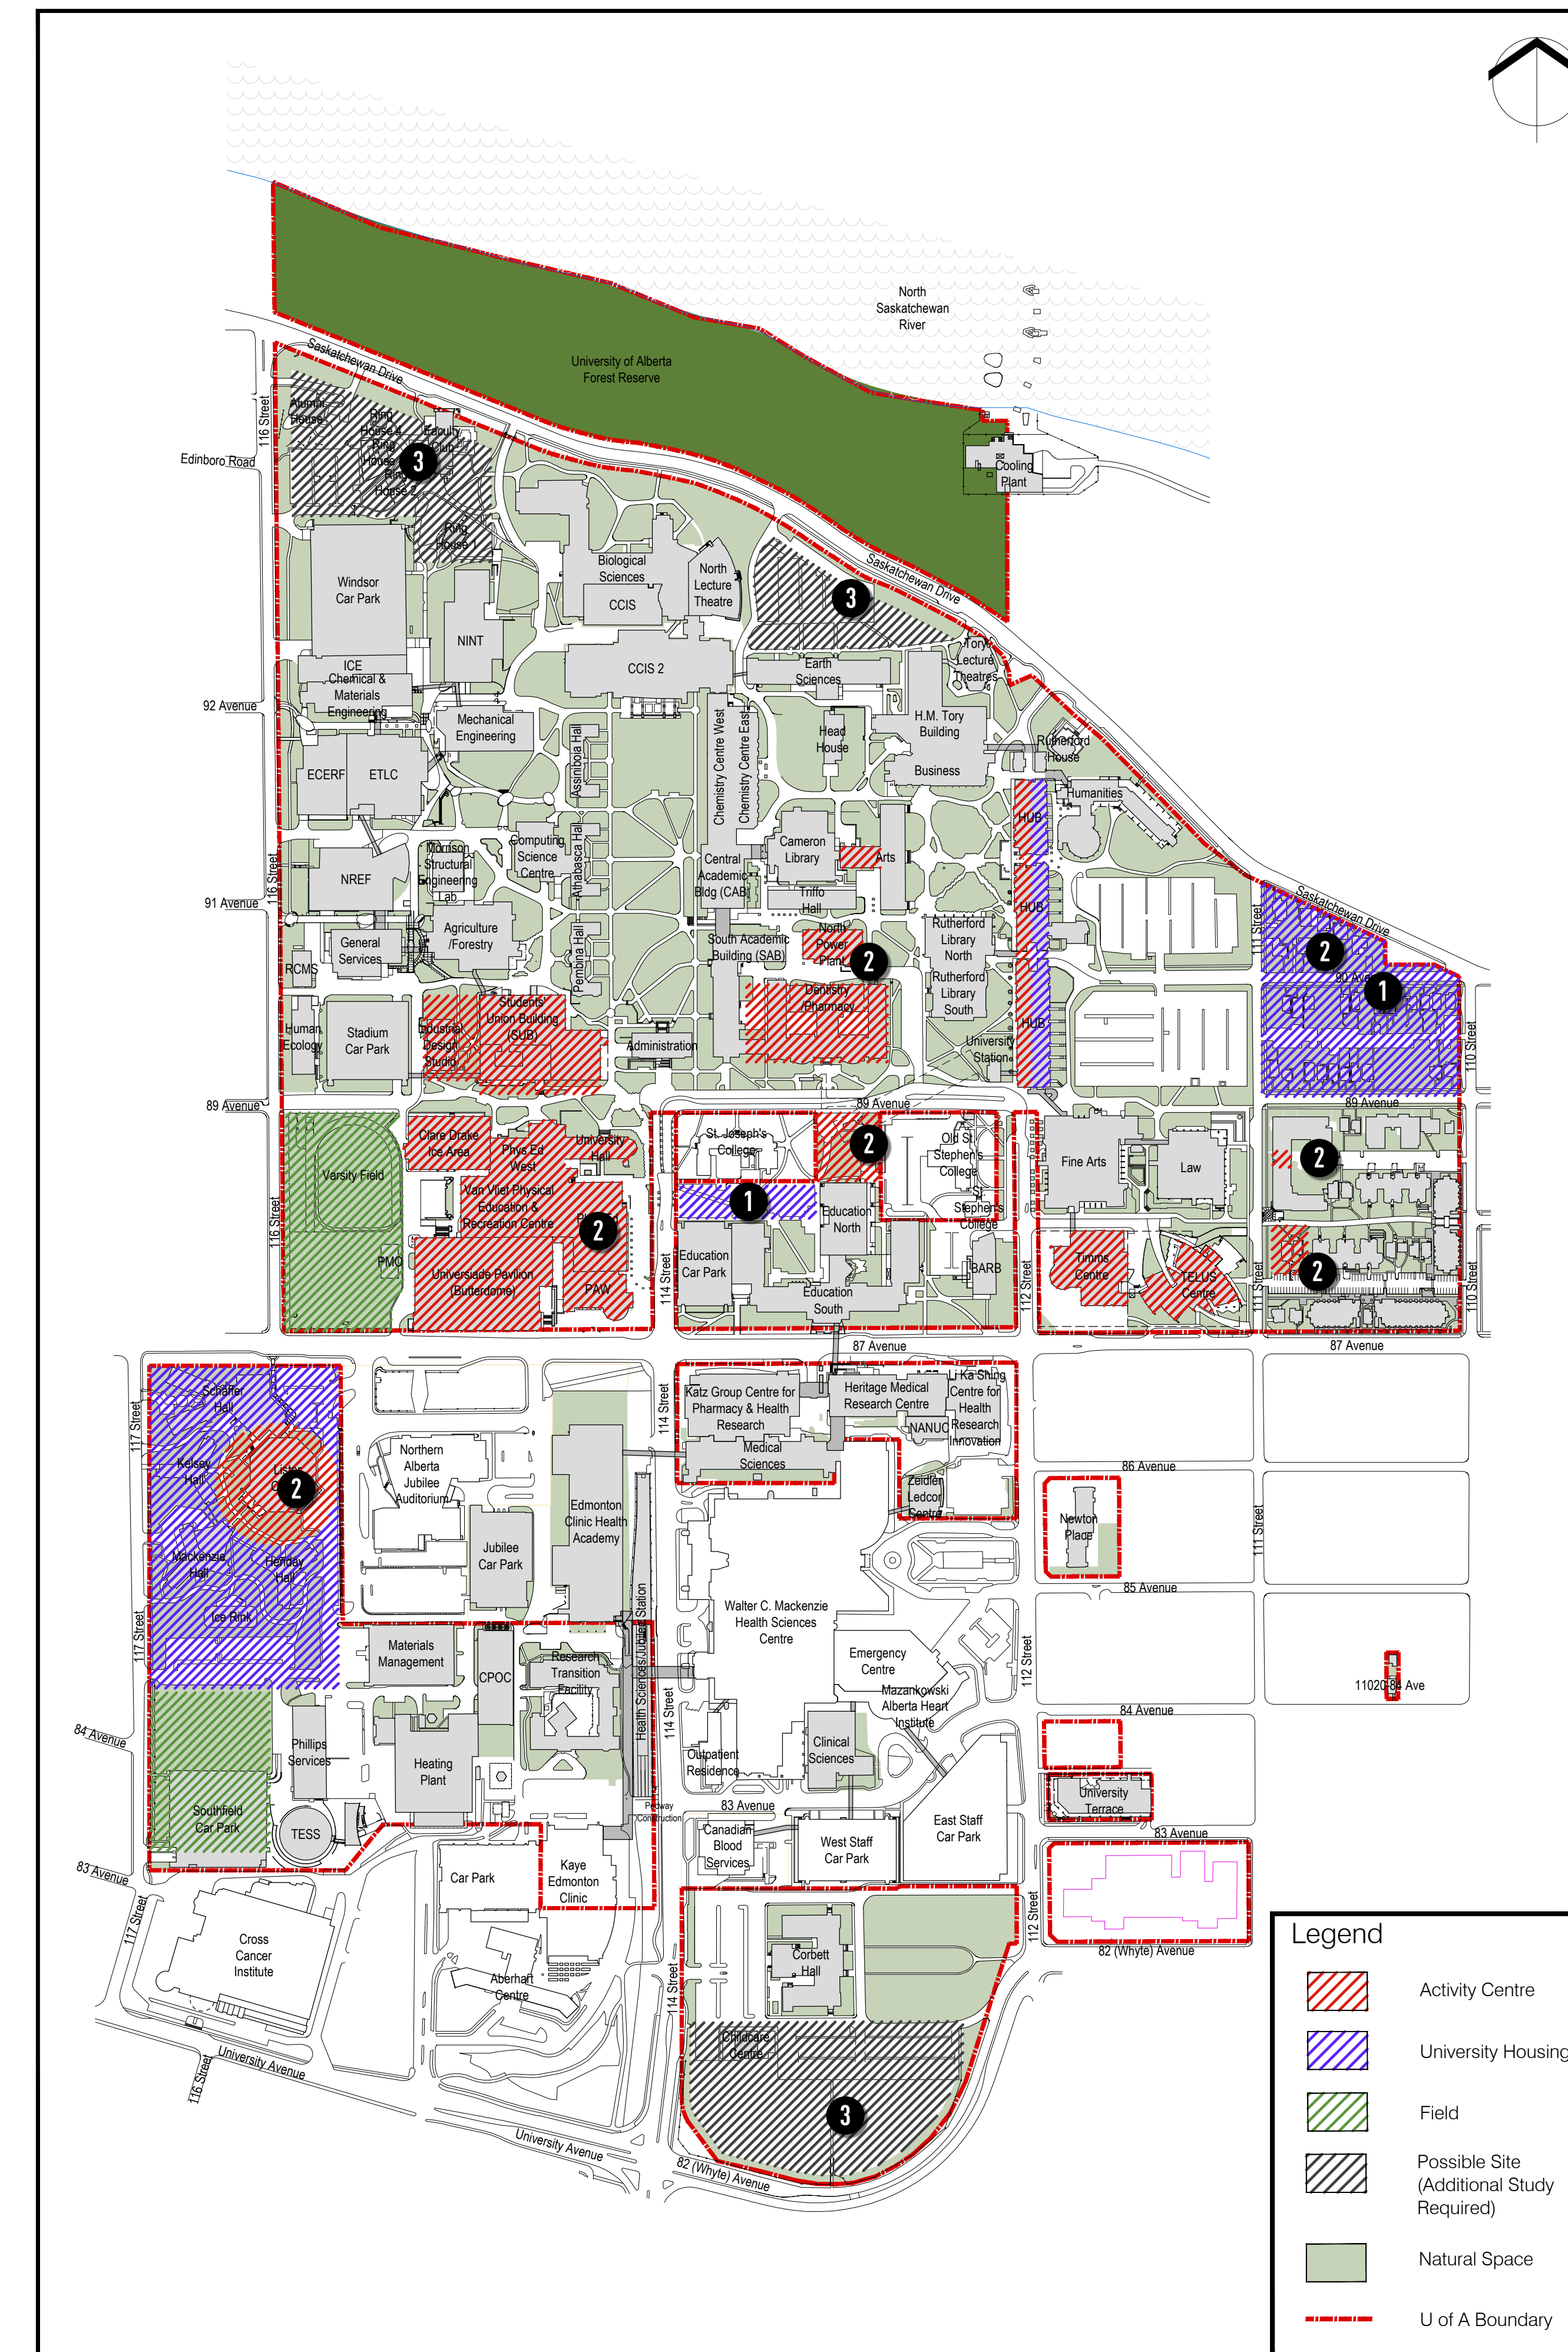 North
Saskatchewan
River
University of Alberta
Forest Reserve
Saskatchewan Drive
116 Street
Edinboro Road
Alumni
House
Ring
House 4
Faculty
Club
Ring
House
3
Ring
House 2
Ring
House 1
Cooling
Plant
Windsor
Car Park
Biological
Sciences
CCIS
North
Lecture
Theatre
3
Saskatchewan Drive
NINT
CCIS 2
Earth
Sciences
Tory
Lecture
Theatres
ICE
Chemical &
Materials
Engineering
92 Avenue
Mechanical
Engineering
Assiniboia Hall
Chemistry Centre West
Chemistry Centre East
Head
House
H.M. Tory
Building
Business
Rutherford
House
ECERF
ETLC
Humanities
HUB
Computing
Science
Centre
Athabasca Hall
Cameron
Library
Arts
Central
Academic
Bldg (CAB)
Triffo
Hall
116 Street
NREF
Morrison
Structural
Engineering
Lab
91 Avenue
HUB
Saskatchewan Drive
111 Street
2
90 Ave
1
General
Services
Agriculture
/Forestry
RCMS
Pembina Hall
South Academic
Building (SAB)
North
Power
Plant
2
Rutherford
Library
North
Rutherford
Library
South
Dentistry
/Pharmacy
Human
Ecology
Stadium
Car Park
Industrial
Design
Studio
Students'
Union Building
(SUB)
Administration
University
Station
HUB
110 Street
89 Avenue
89 Avenue
89 Avenue
Varsity Field
Clare Drake
Ice Area
Phys Ed
West
University
Hall
Van Vliet Physical
Education &
Recreation Centre
2
St. Joseph's
College
2
Old St.
Stephen's
College
St.
Stephen's
College
1
Education
North
Fine Arts
Law
2
116 Street
PMO
Universiade Pavilion
(Butterdome)
PAW
114 Street
Education
Car Park
Education
South
BARB
112 Street
Timms
Centre
TELUS
Centre
111 Street
2
110 Street
87 Avenue
87 Avenue
117 Street
Schaffer
Hall
Kelsey
Hall
2
Mackenzie
Hall
Henday
Hall
Ice Rink
117 Street
Northern
Alberta
Jubilee
Auditorium
Jubilee
Car Park
Edmonton
Clinic Health
Academy
114 Street
Katz Group Centre for
Pharmacy & Health
Research
Heritage Medical
Research Centre
Ka Shing
Centre for
Health
Research
Innovation
NANUC
Medical
Sciences
Zeidler
Ledcor
Centre
86 Avenue
Newton
Place
111 Street
85 Avenue
Walter C. Mackenzie
Health Sciences
Centre
Emergency
Centre
Mazankowski
Alberta Heart
Institute
112 Street
11020-84 Ave
84 Avenue
Health Sciences/Jubilee Station
114 Street
Materials
Management
CPOC
Research
Transition
Facility
84 Avenue
Phillips
Services
Heating
Plant
Outpatient
Residence
Clinical
Sciences
University
Terrace
83 Avenue
83 Avenue
Pedway
Construction
Southfield
Car Park
TESS
Canadian
Blood
Services
West Staff
Car Park
East Staff
Car Park
83 Avenue
117 Street
Car Park
Kaye
Edmonton
Clinic
112 Street
82 (Whyte) Avenue
Cross
Cancer
Institute
Aberhart
Centre
114 Street
Corbett
Hall
Childcare
Centre
3
University Avenue
116 Street
University Avenue
82 (Whyte) Avenue
Legend
Activity Centre
University Housing
Field
Possible Site
(Additional Study
Required)
Natural Space
U of A Boundary